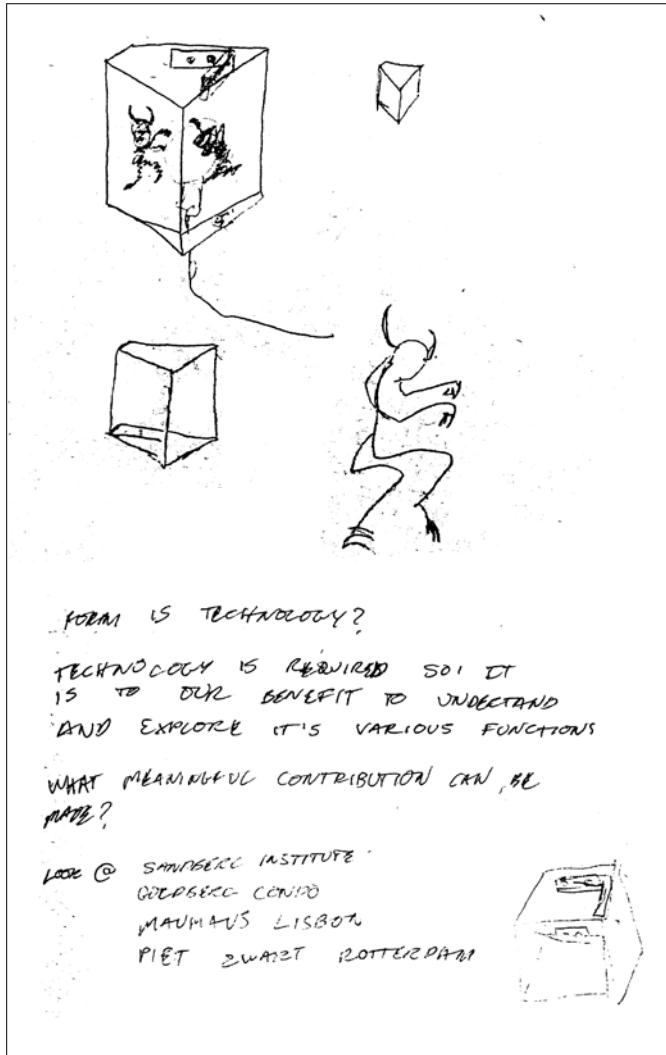 FORM IS TECHNOLOGY?
TECHNOLOGY IS REQUIRED SO! IT
IS TO OUR BENEFIT TO UNDECTAND
AND EXPLORE IT'S VARIOUS FUNCTIONS
WHAT MEANINGFUL CONTRIBUTION CAN BE
MADE?
LOOK @ SANDBERG INSTITUTE
GOLDBERG CONDO
MAUMAUS LISBON
PIET ZWART ROTTERDAM